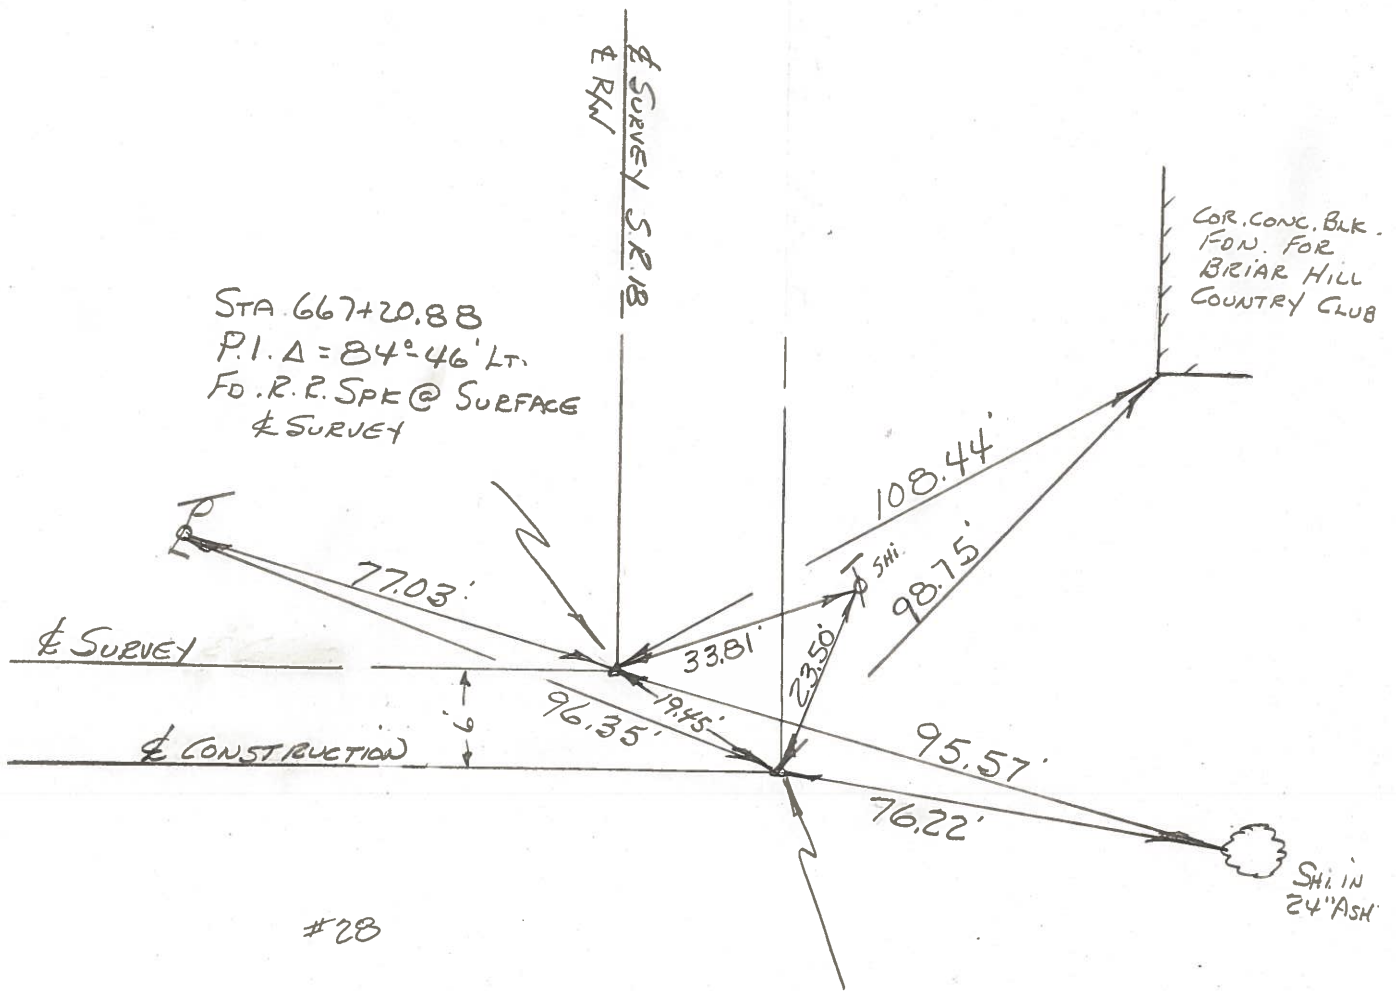 ℄ SURVEY S.R.18
℄ R/W
COR. CONC. BLK.
FDN. FOR
BRIAR HILL
COUNTRY CLUB
STA 667+20.88
P.I. Δ = 84°-46' LT.
FD. R.R. SPK @ SURFACE
℄ SURVEY
108.44'
SHI.
98.75'
77.03'
33.81'
23.50'
℄ SURVEY
19.45'
96.35'
℄ CONSTRUCTION
95.57'
76.22'
SHI. IN
24" ASH
#28